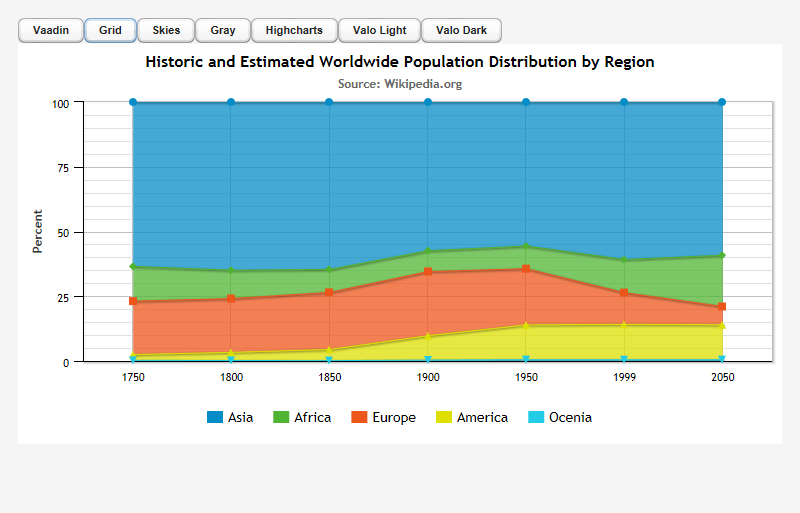 Vaadin Grid Skies Gray Highcharts Valo Light Valo Dark
Historic and Estimated Worldwide Population Distribution by Region
Source: Wikipedia.org
Percent
100
75
50
25
0
1750 1800 1850 1900 1950 1999 2050
Asia Africa Europe America Ocenia